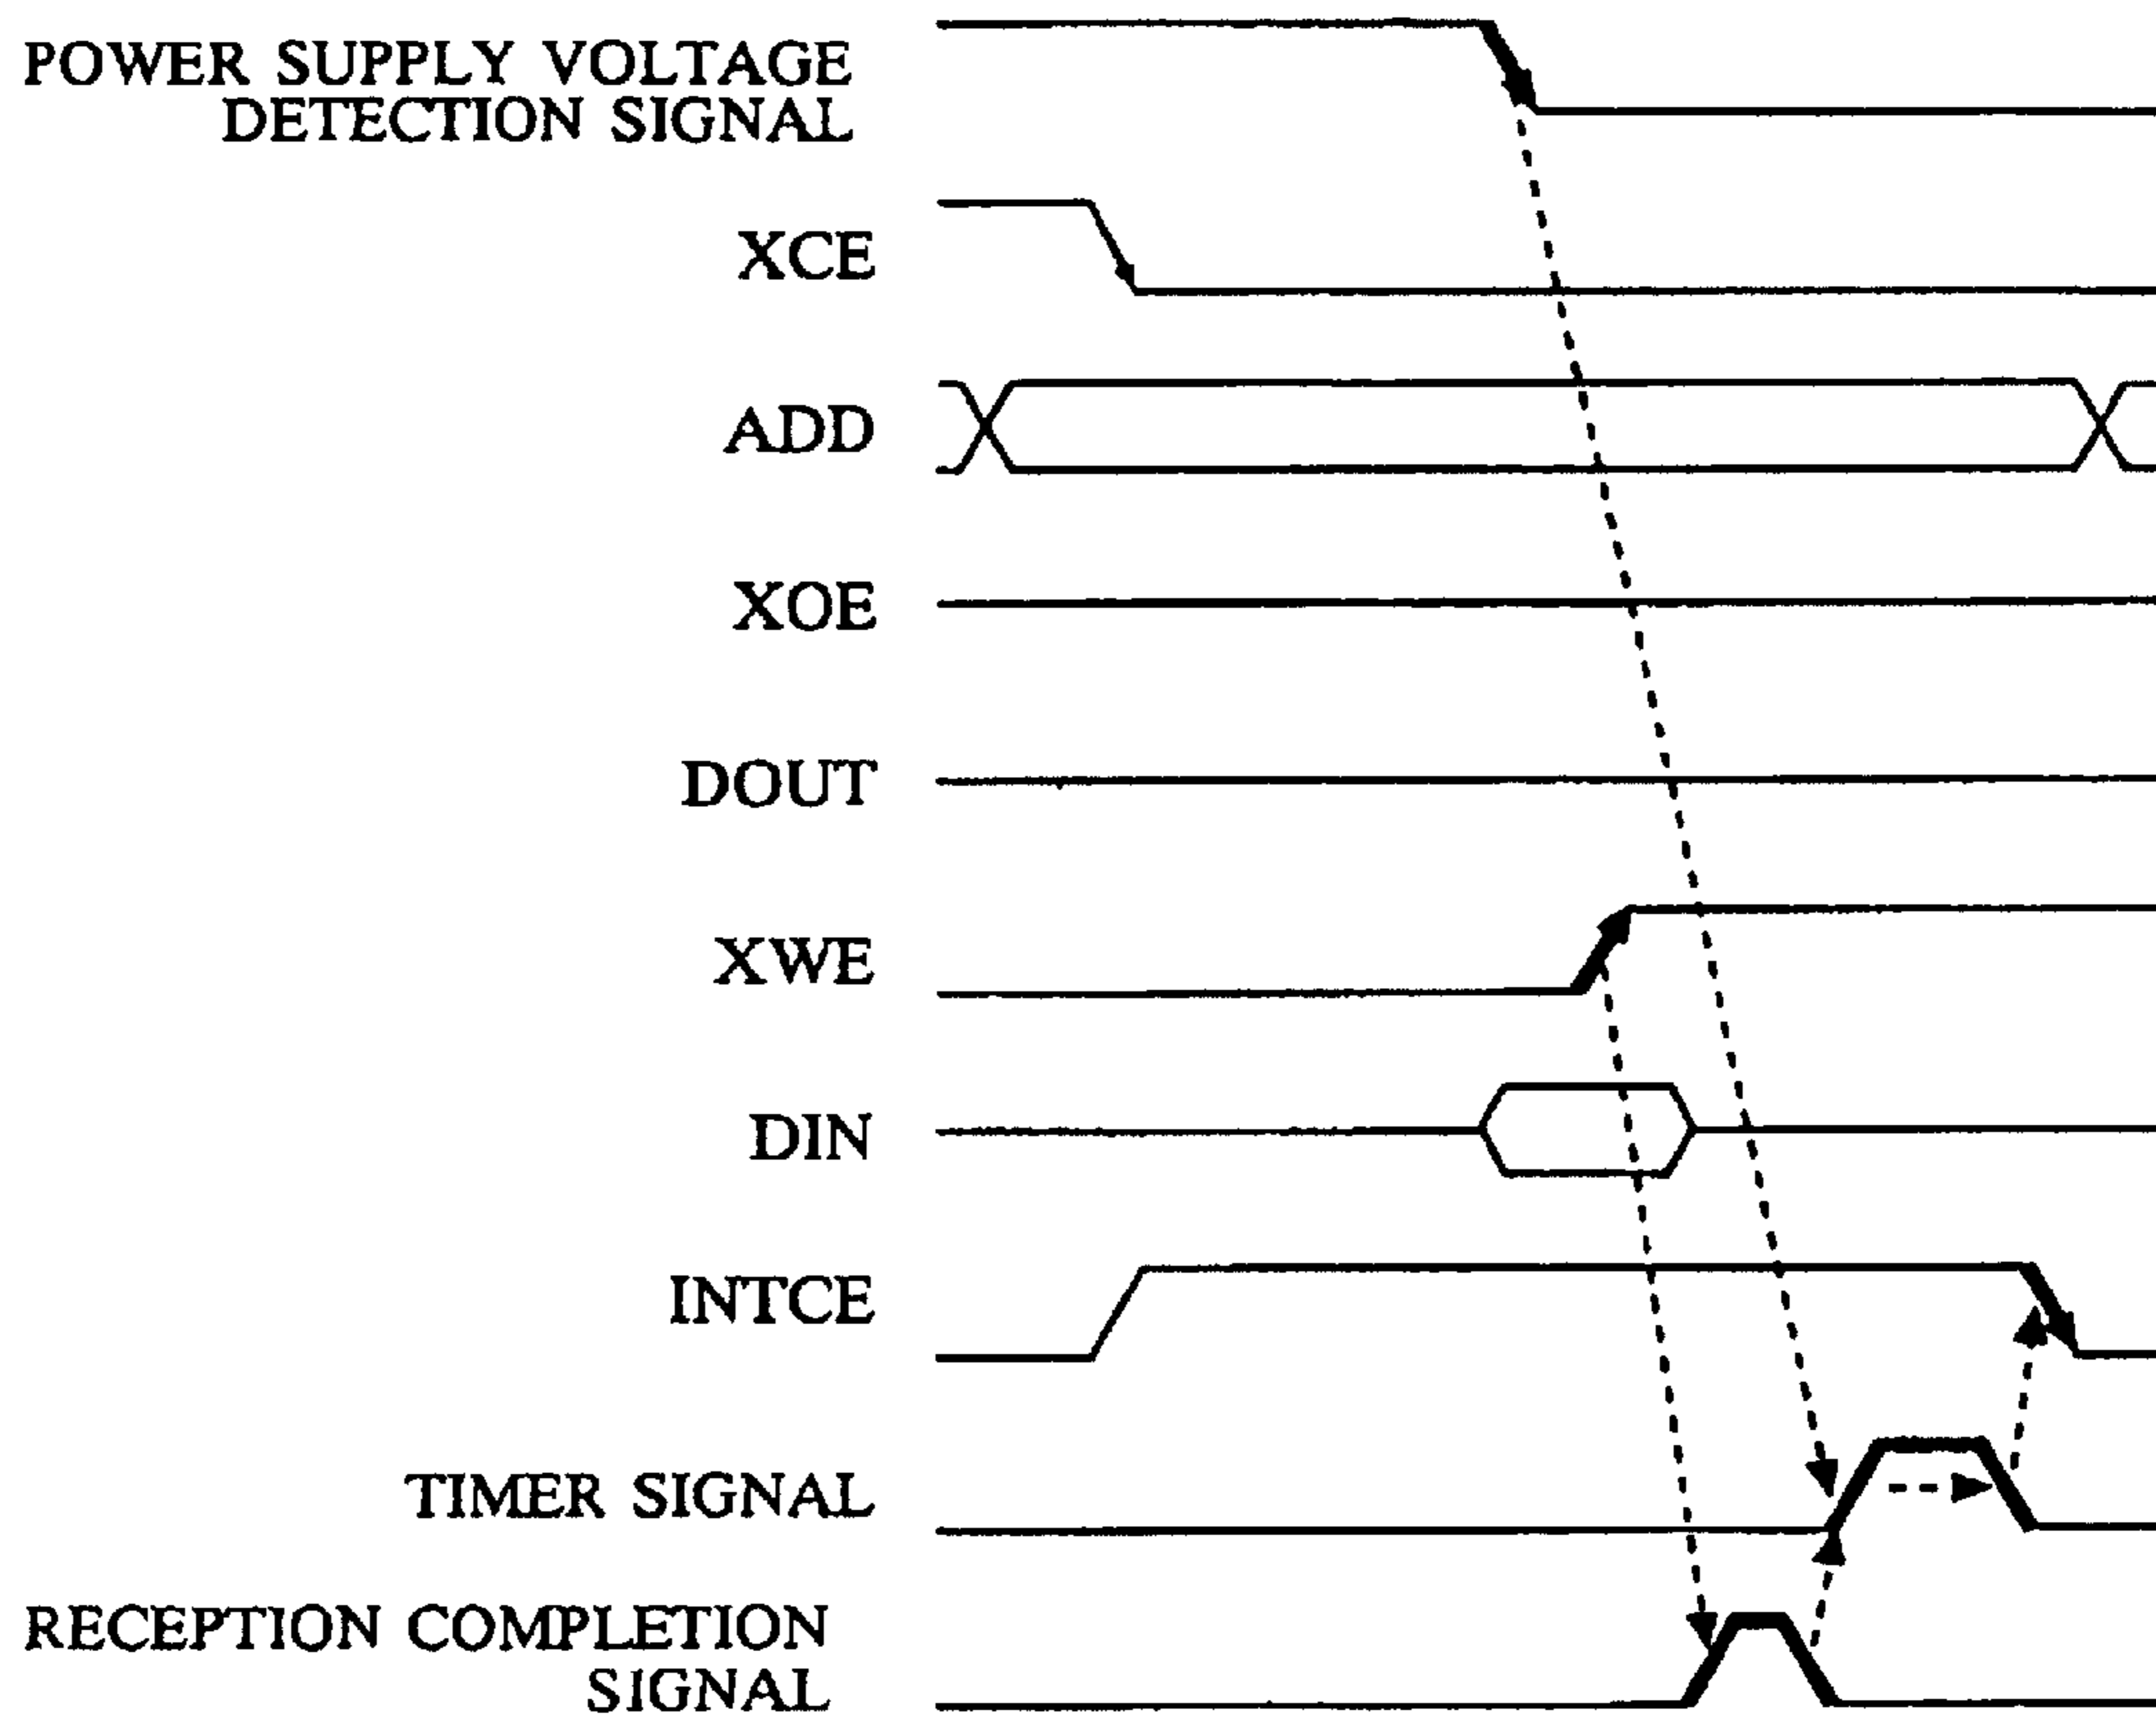 POWER SUPPLY VOLTAGE
DETECTION SIGNAL
XCE
ADD
XOE
DOUT
XWE
DIN
INTCE
TIMER SIGNAL
RECEPTION COMPLETION
SIGNAL